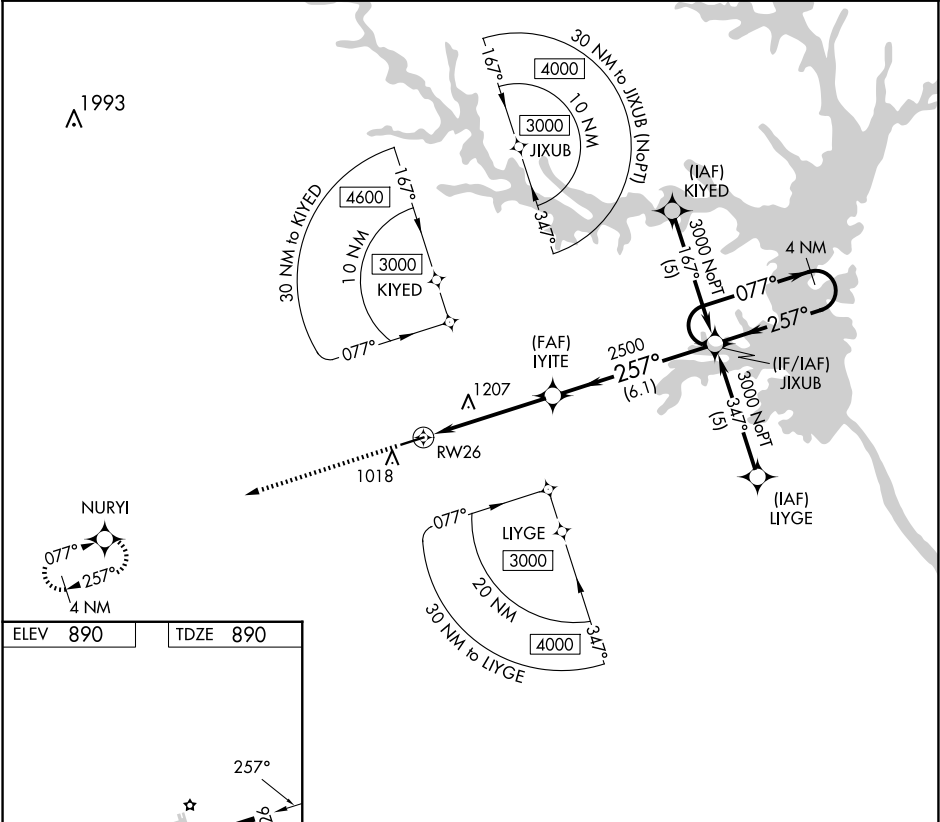 1993
30 NM to JIXUB (NoPT)
167°
4000
10 NM
3000
JIXUB
347°
30 NM to KIYED
167°
4600
10 NM
3000
KIYED
077°
(IAF)
KIYED
3000 NoPT
167°
(5)
4 NM
077°
257°
(IF/IAF)
JIXUB
(FAF)
IYITE
2500
257°
(6.1)
3000 NoPT
347°
(5)
(IAF)
LIYGE
1207
RW26
1018
NURYI
077°
257°
4 NM
077°
LIYGE
3000
20 NM
30 NM to LIYGE
4000
347°
ELEV 890
TDZE 890
257°
26